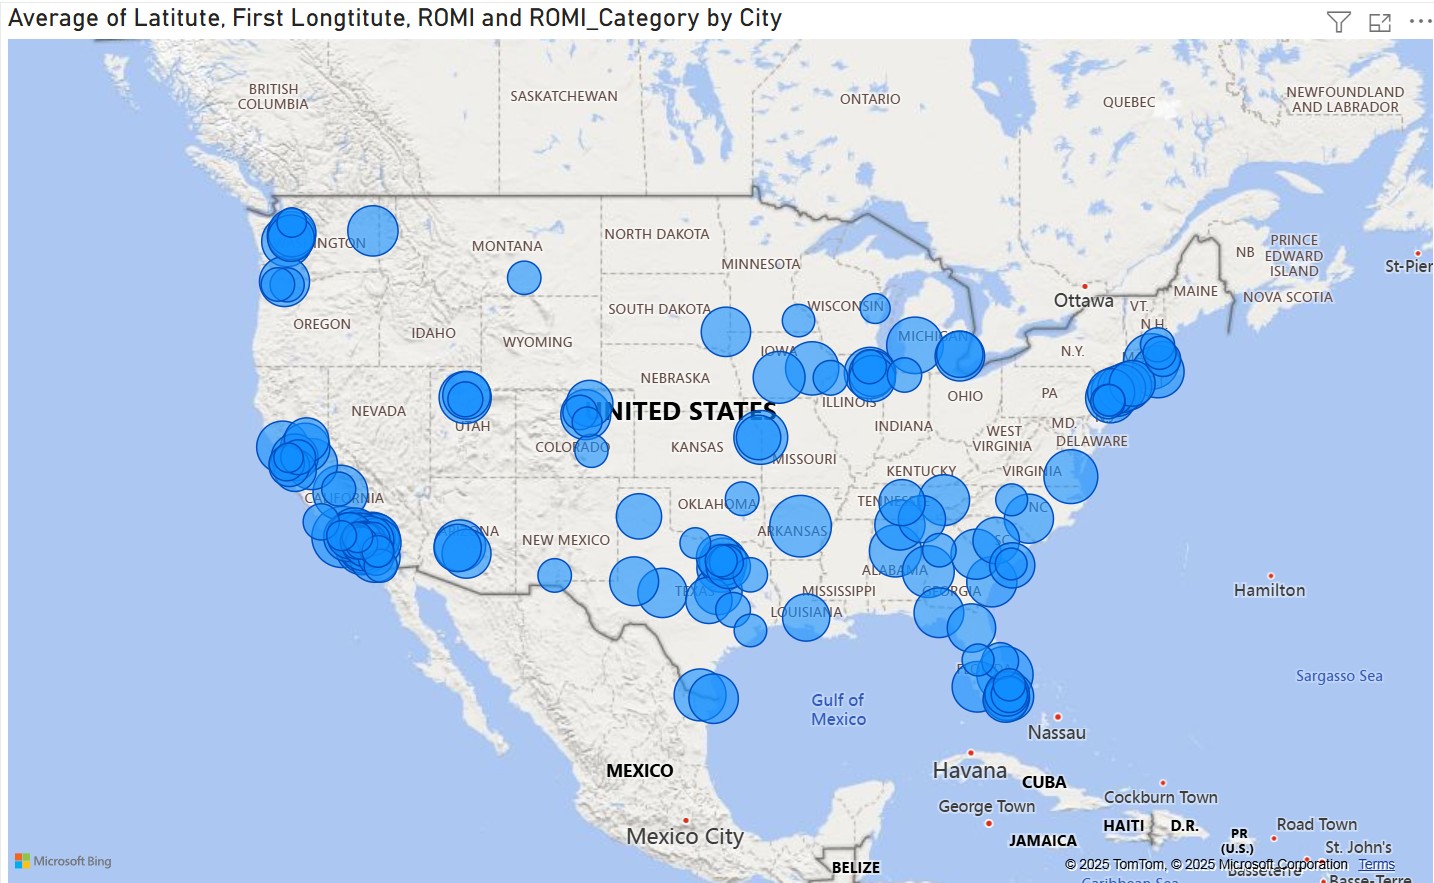 Average of Latitute, First Longtitute, ROMI and ROMI_Category by City
BRITISH
COLUMBIA
SASKATCHEWAN
ONTARIO
QUEBEC
NEWFOUNDLAND
AND LABRADOR
INGTON
MONTANA
NORTH DAKOTA
MINNESOTA
NB
PRINCE
EDWARD
ISLAND
St-Pier
Ottawa
MAINE
NOVA SCOTIA
VT.
N.H.
OREGON
IDAHO
WYOMING
SOUTH DAKOTA
WISCONSIN
MICHIGAN
N.Y.
IOWA
NEBRASKA
ILLINOIS
OHIO
PA
NEVADA
UTAH
NITED STATES
COLORADO
KANSAS
MISSOURI
INDIANA
WEST
VIRGINIA
MD.
DELAWARE
KENTUCKY
VIRGINIA
CALIFORNIA
OKLAHOMA
ARKANSAS
TENNESSEE
NC
NA
NEW MEXICO
SC
ALABAMA
TEXAS
MISSISSIPPI
GEORGIA
LOUISIANA
Hamilton
FLORIDA
Sargasso Sea
Gulf of
Mexico
Nassau
MEXICO
Havana
CUBA
Cockburn Town
George Town
Mexico City
JAMAICA
HAITI
D.R.
PR
(U.S.)
Road Town
St. John's
BELIZE
Microsoft Bing
© 2025 TomTom, © 2025 Microsoft Corporation Terms
Basseterre
Basse-Terre
Caribbean Sea